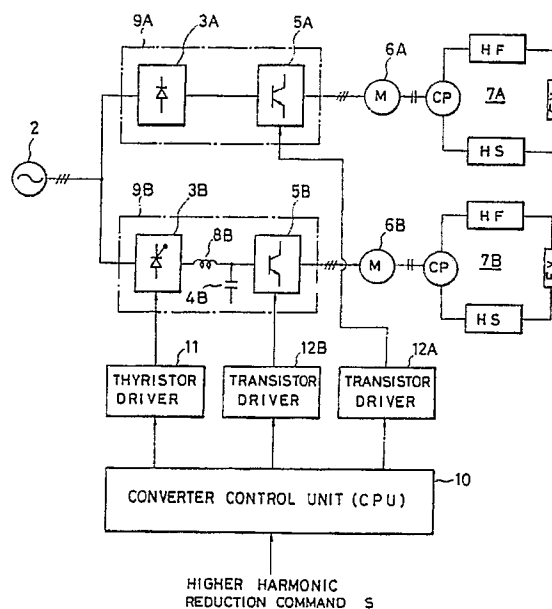 9A
3A
5A
6A
HF
M
CP
7A
2
HS
9B
3B
8B
5B
6B
HF
M
CP
7B
4B
HS
11
12B
12A
THYRISTOR
DRIVER
TRANSISTOR
DRIVER
TRANSISTOR
DRIVER
10
CONVERTER CONTROL UNIT (CPU)
HIGHER HARMONIC
REDUCTION COMMAND S